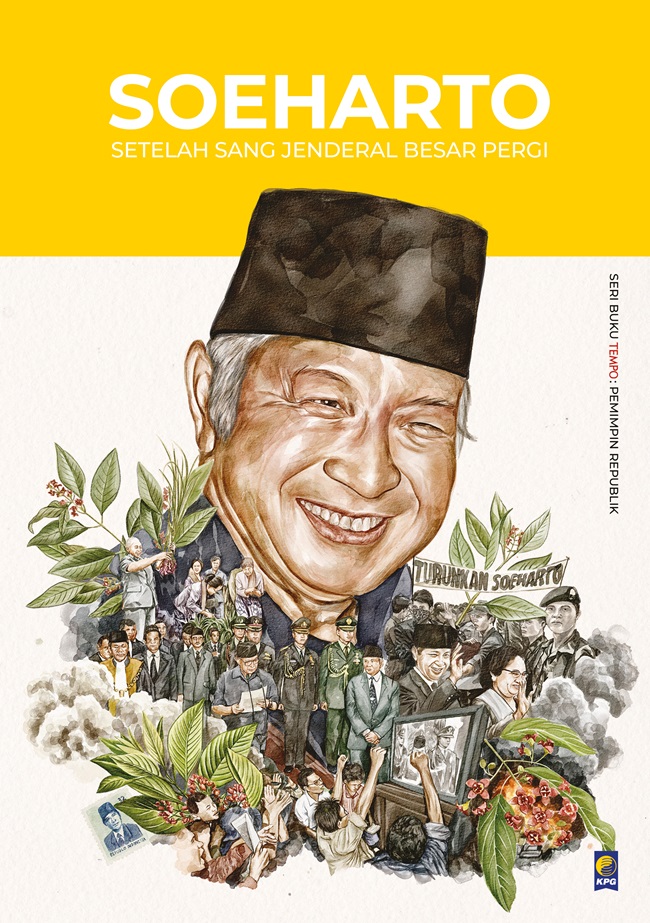 SOEHARTO
SETELAH SANG JENDERAL BESAR PERGI
SERI BUKU TEMPO: PEMIMPIN REPUBLIK
TURUNKAN SOEHARTO
KPG